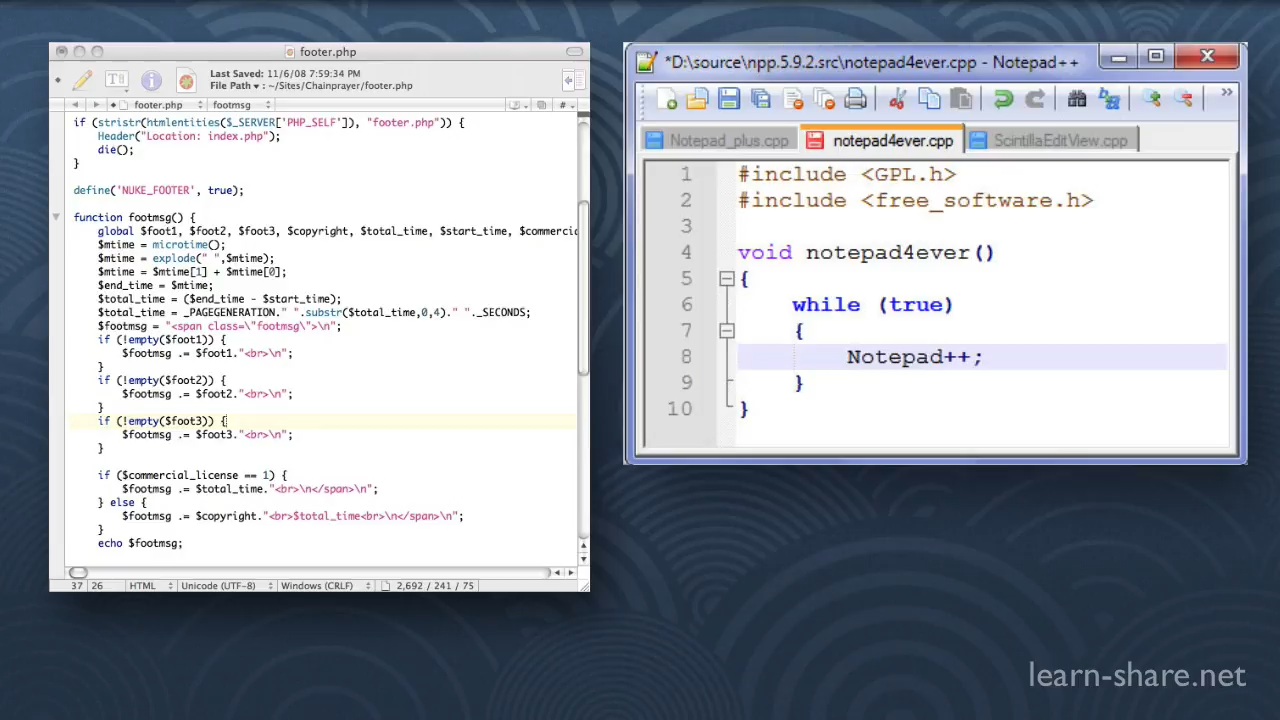 footer.php
Last Saved: 11/6/08 7:59:34 PM
File Path ▾ : ~/Sites/Chainprayer/footer.php
footer.php footmsg #
if (stristr(htmlentities($_SERVER['PHP_SELF']), "footer.php")) {
Header("Location: index.php");
die();
}
define('NUKE_FOOTER', true);
function footmsg() {
global $foot1, $foot2, $foot3, $copyright, $total_time, $start_time, $commercia
$mtime = microtime();
$mtime = explode(" ",$mtime);
$mtime = $mtime[1] + $mtime[0];
$end_time = $mtime;
$total_time = ($end_time - $start_time);
$total_time = _PAGEGENERATION." ".substr($total_time,0,4)." "._SECONDS;
$footmsg = "<span class=\"footmsg\">\n";
if (!empty($foot1)) {
$footmsg .= $foot1."<br>\n";
}
if (!empty($foot2)) {
$footmsg .= $foot2."<br>\n";
}
if (!empty($foot3)) {
$footmsg .= $foot3."<br>\n";
}
if ($commercial_license == 1) {
$footmsg .= $total_time."<br>\n</span>\n";
} else {
$footmsg .= $copyright."<br>$total_time<br>\n</span>\n";
}
echo $footmsg;
37 26 HTML Unicode (UTF-8) Windows (CRLF) 2,692 / 241 / 75
*D:\source\npp.5.9.2.src\notepad4ever.cpp - Notepad++
Notepad_plus.cpp notepad4ever.cpp ScintillaEditView.cpp
1 #include <GPL.h>
2 #include <free_software.h>
3
4 void notepad4ever()
5 {
6 while (true)
7 {
8 Notepad++;
9 }
10 }
learn-share.net